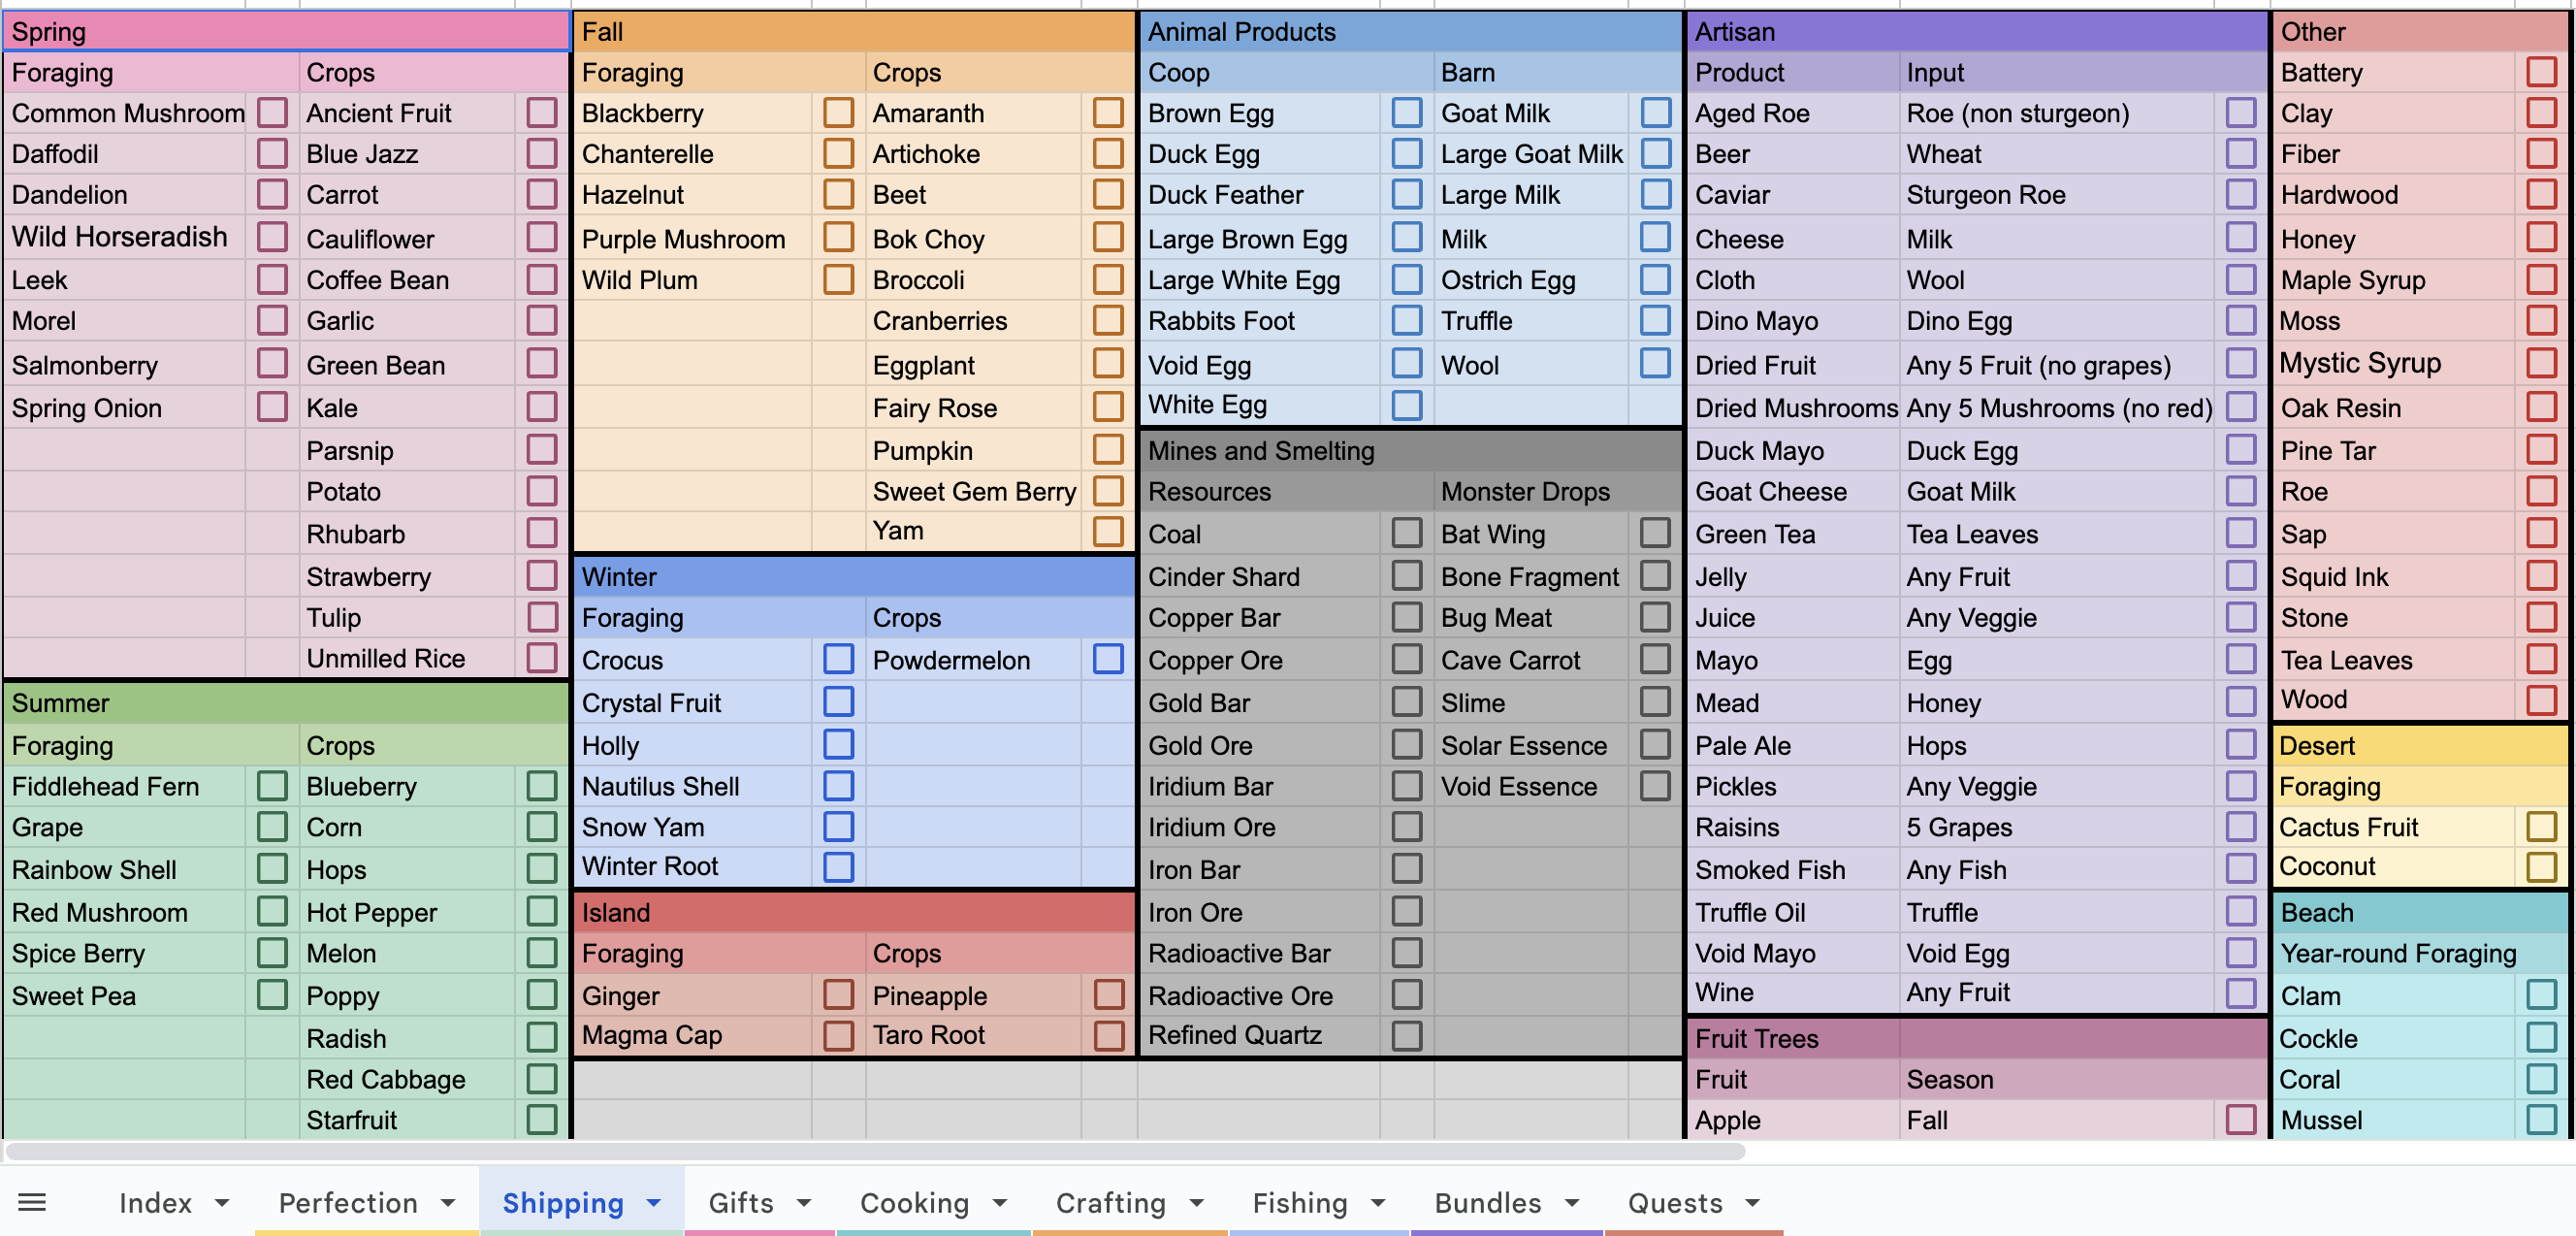 Spring
Foraging Crops
Common Mushroom Ancient Fruit
Daffodil Blue Jazz
Dandelion Carrot
Wild Horseradish Cauliflower
Leek Coffee Bean
Morel Garlic
Salmonberry Green Bean
Spring Onion Kale
Parsnip
Potato
Rhubarb
Strawberry
Tulip
Unmilled Rice
Summer
Foraging Crops
Fiddlehead Fern Blueberry
Grape Corn
Rainbow Shell Hops
Red Mushroom Hot Pepper
Spice Berry Melon
Sweet Pea Poppy
Radish
Red Cabbage
Starfruit
Fall
Foraging Crops
Blackberry Amaranth
Chanterelle Artichoke
Hazelnut Beet
Purple Mushroom Bok Choy
Wild Plum Broccoli
Cranberries
Eggplant
Fairy Rose
Pumpkin
Sweet Gem Berry
Yam
Winter
Foraging Crops
Crocus Powdermelon
Crystal Fruit
Holly
Nautilus Shell
Snow Yam
Winter Root
Island
Foraging Crops
Ginger Pineapple
Magma Cap Taro Root
Animal Products
Coop Barn
Brown Egg Goat Milk
Duck Egg Large Goat Milk
Duck Feather Large Milk
Large Brown Egg Milk
Large White Egg Ostrich Egg
Rabbits Foot Truffle
Void Egg Wool
White Egg
Mines and Smelting
Resources Monster Drops
Coal Bat Wing
Cinder Shard Bone Fragment
Copper Bar Bug Meat
Copper Ore Cave Carrot
Gold Bar Slime
Gold Ore Solar Essence
Iridium Bar Void Essence
Iridium Ore
Iron Bar
Iron Ore
Radioactive Bar
Radioactive Ore
Refined Quartz
Artisan
Product Input
Aged Roe Roe (non sturgeon)
Beer Wheat
Caviar Sturgeon Roe
Cheese Milk
Cloth Wool
Dino Mayo Dino Egg
Dried Fruit Any 5 Fruit (no grapes)
Dried Mushrooms Any 5 Mushrooms (no red)
Duck Mayo Duck Egg
Goat Cheese Goat Milk
Green Tea Tea Leaves
Jelly Any Fruit
Juice Any Veggie
Mayo Egg
Mead Honey
Pale Ale Hops
Pickles Any Veggie
Raisins 5 Grapes
Smoked Fish Any Fish
Truffle Oil Truffle
Void Mayo Void Egg
Wine Any Fruit
Fruit Trees
Fruit Season
Apple Fall
Other
Battery
Clay
Fiber
Hardwood
Honey
Maple Syrup
Moss
Mystic Syrup
Oak Resin
Pine Tar
Roe
Sap
Squid Ink
Stone
Tea Leaves
Wood
Desert
Foraging
Cactus Fruit
Coconut
Beach
Year-round Foraging
Clam
Cockle
Coral
Mussel
Index Perfection Shipping Gifts Cooking Crafting Fishing Bundles Quests